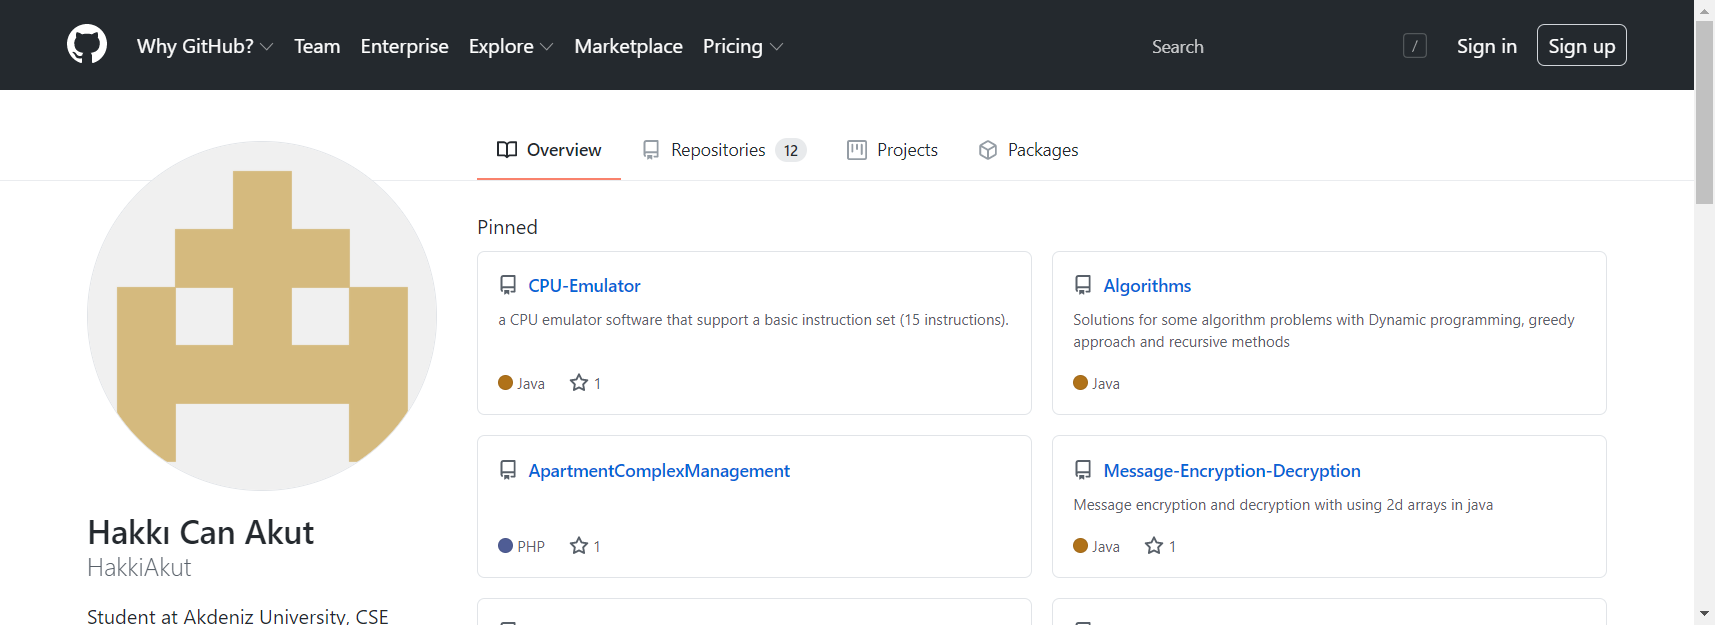 Why GitHub? Team Enterprise Explore Marketplace Pricing Search / Sign in Sign up
Overview Repositories 12 Projects Packages
Pinned
CPU-Emulator
a CPU emulator software that support a basic instruction set (15 instructions).
Java 1
Algorithms
Solutions for some algorithm problems with Dynamic programming, greedy
approach and recursive methods
Java
ApartmentComplexManagement
PHP 1
Message-Encryption-Decryption
Message encryption and decryption with using 2d arrays in java
Java 1
Hakkı Can Akut
HakkiAkut
Student at Akdeniz University, CSE